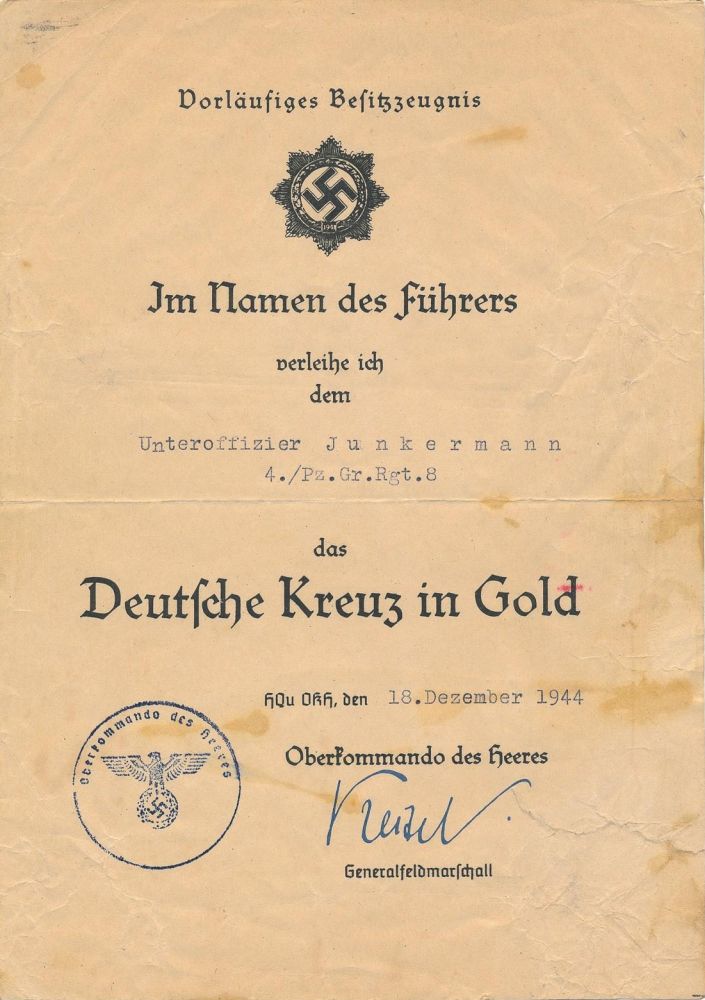 Vorläufiges Besitzzeugnis
1941
Im Namen des Führers
verleihe ich
dem
Unteroffizier Junkermann
4./Pz.Gr.Rgt.8
das
Deutsche Kreuz in Gold
HQu OKH, den 18.Dezember 1944
Oberkommando des Heeres
Oberkommando des Heeres
Keitel
Generalfeldmarschall